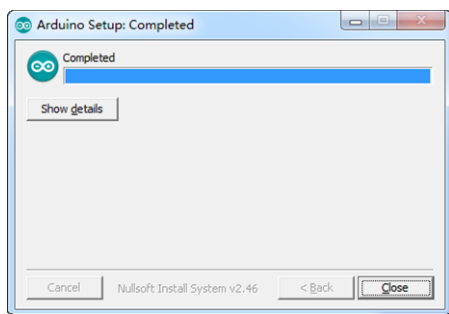 Arduino Setup: Completed
Completed
Show details
Cancel
Nullsoft Install System v2.46
< Back
Close